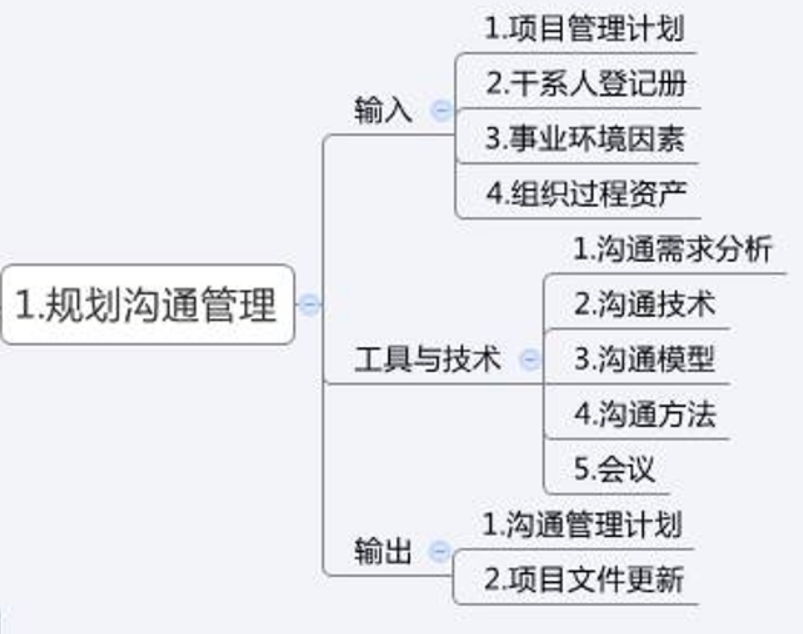 1.规划沟通管理
输入
1.项目管理计划
2.干系人登记册
3.事业环境因素
4.组织过程资产
工具与技术
1.沟通需求分析
2.沟通技术
3.沟通模型
4.沟通方法
5.会议
输出
1.沟通管理计划
2.项目文件更新